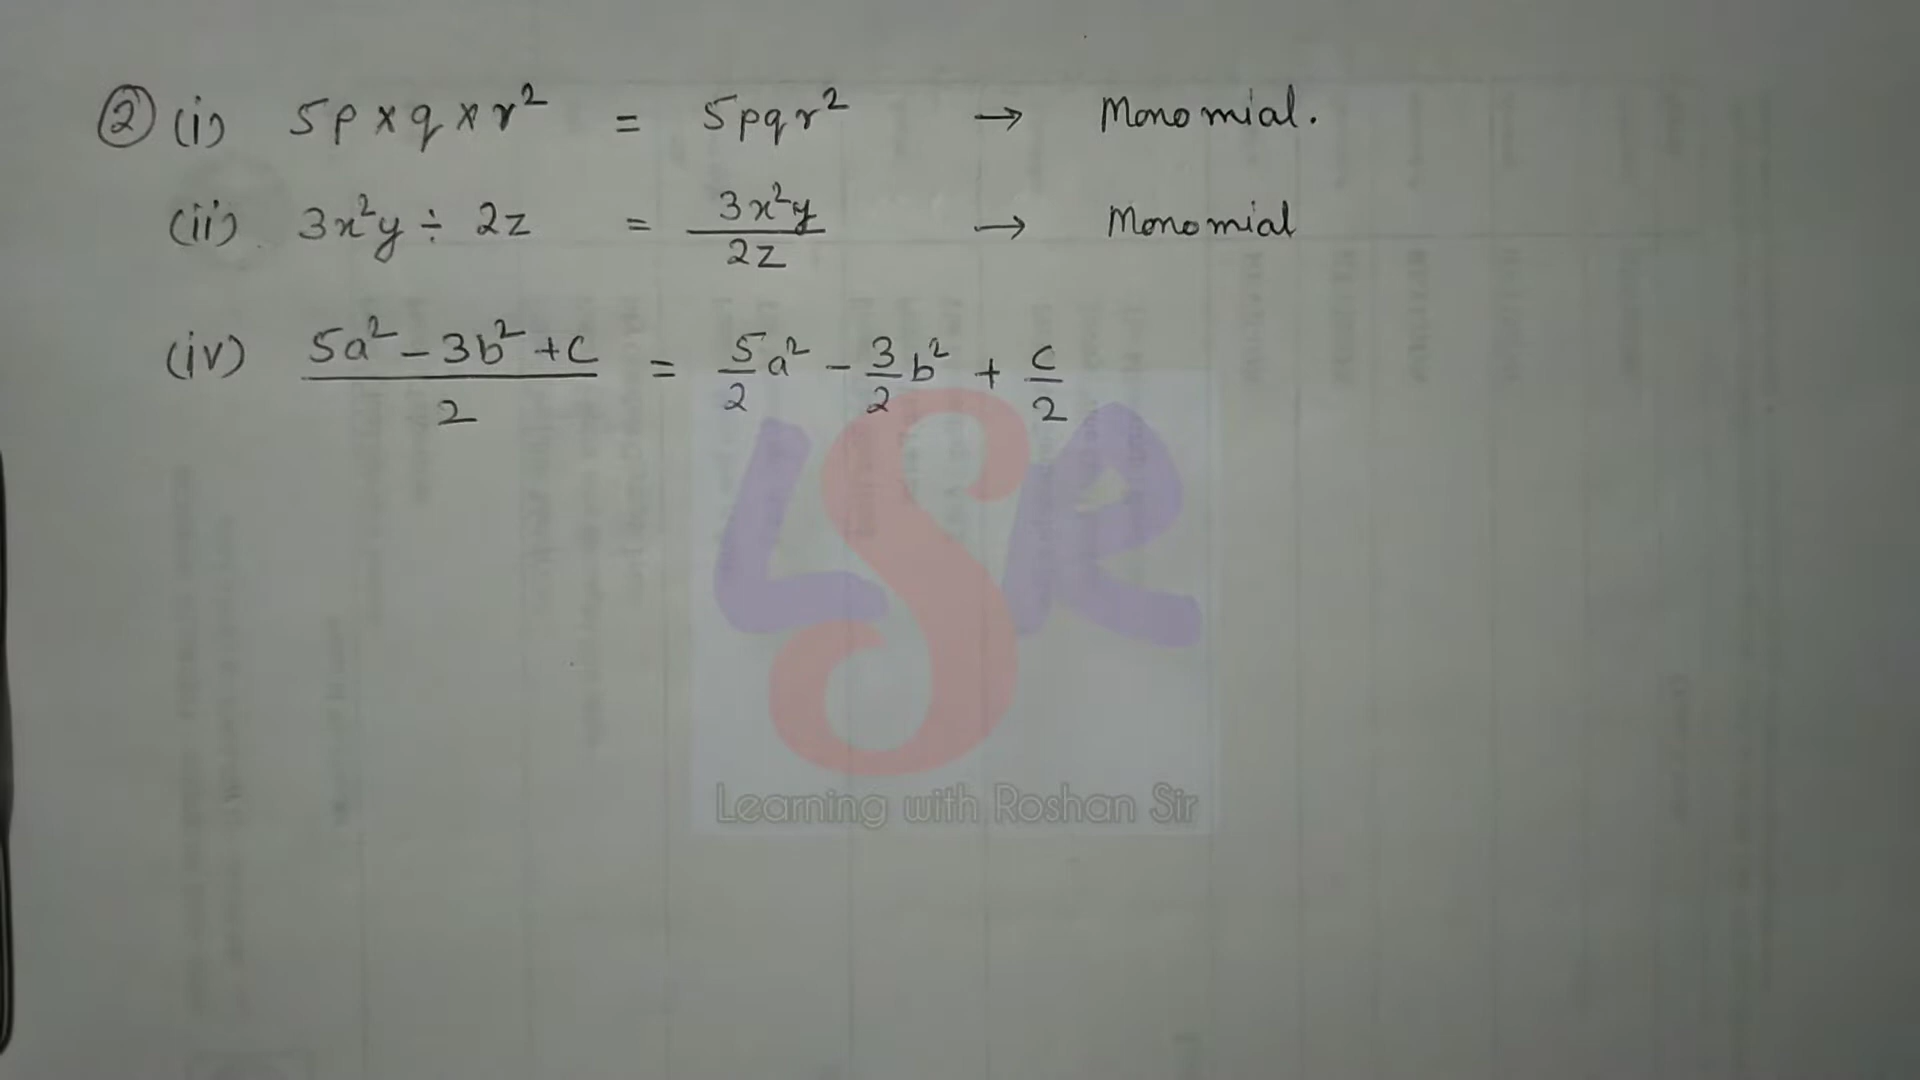 ② (i) 5p × q × r² = 5pqr² → Monomial.
(ii) 3x²y ÷ 2z = 3x²y/2z → Monomial
(iv) 5a² - 3b² + c / 2 = 5/2 a² - 3/2 b² + c/2
LSR
Learning with Roshan Sir